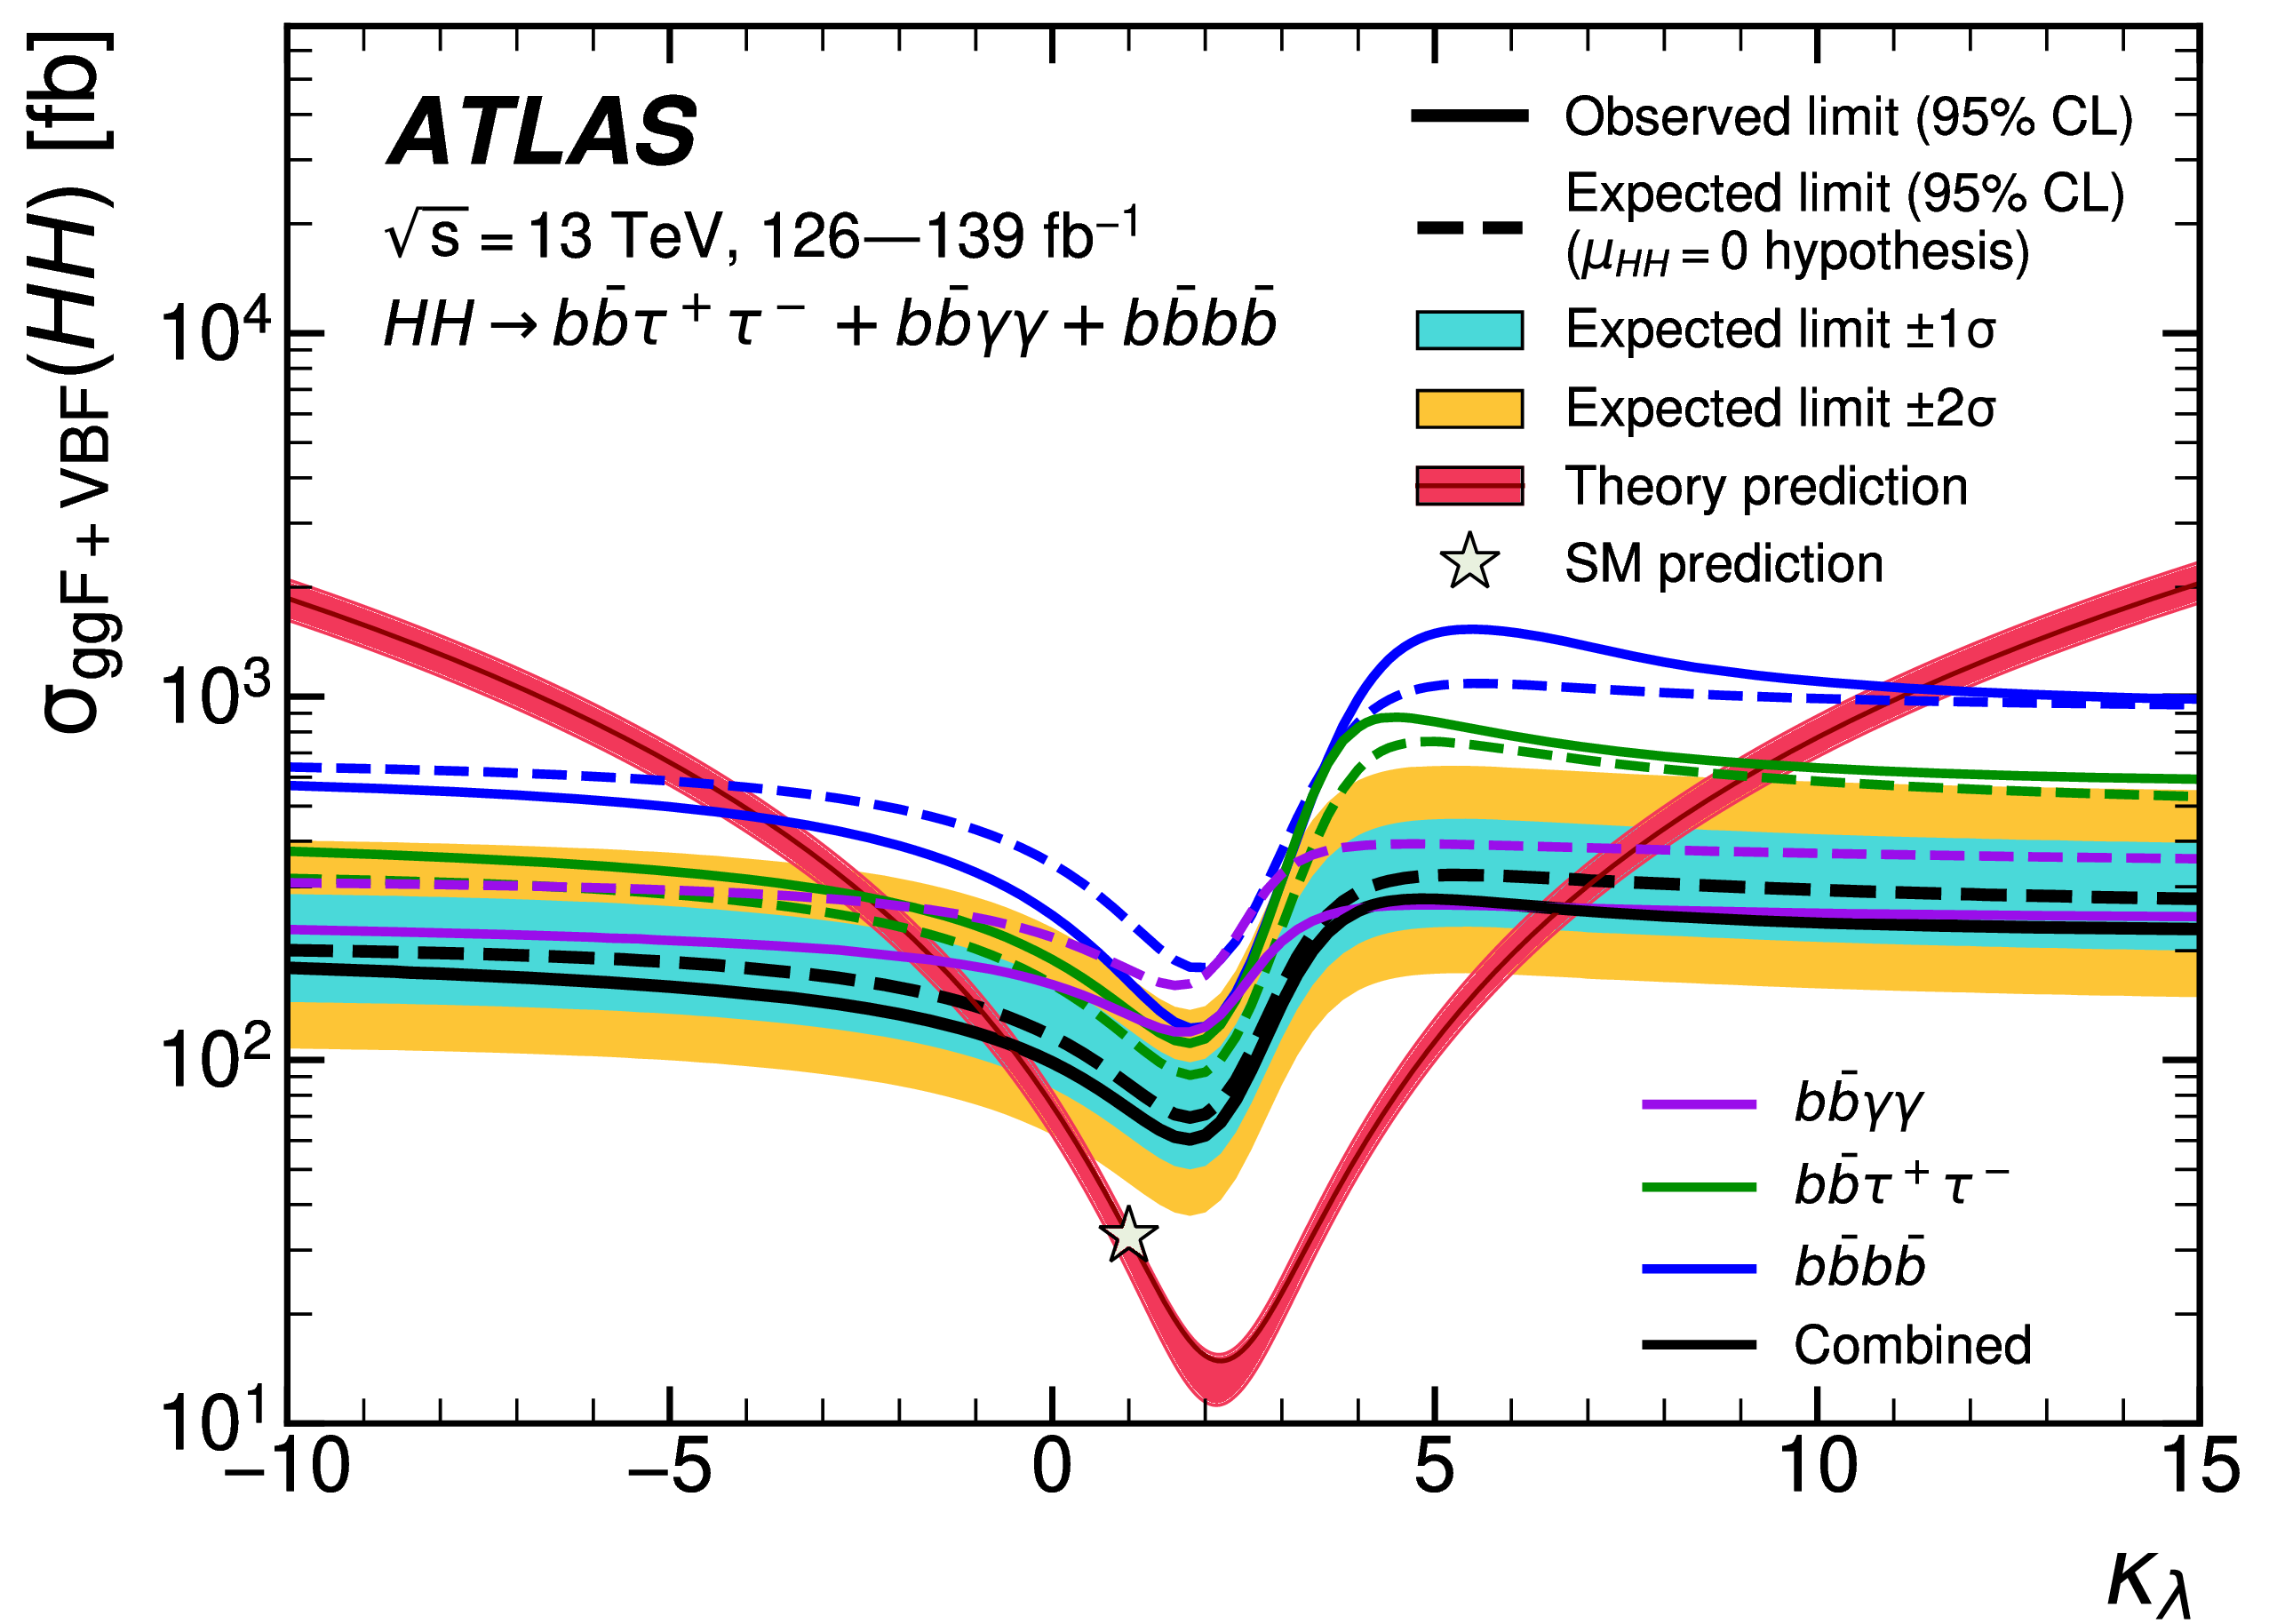 σggF + VBF(HH) [fb]
ATLAS
√s = 13 TeV, 126—139 fb⁻¹
HH → bb̄τ⁺τ⁻ + bb̄γγ + bb̄bb̄
Observed limit (95% CL)
Expected limit (95% CL)
(μHH = 0 hypothesis)
Expected limit ±1σ
Expected limit ±2σ
Theory prediction
SM prediction
10⁴
10³
10²
10¹
bb̄γγ
bb̄τ⁺τ⁻
bb̄bb̄
Combined
−10 −5 0 5 10 15
κλ